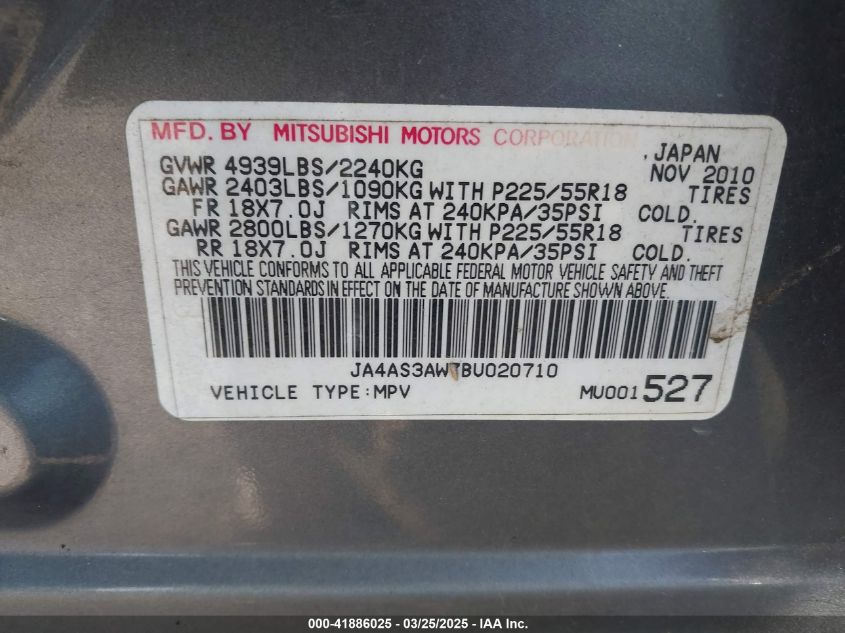 MFD. BY MITSUBISHI MOTORS CORPORATION
JAPAN
GVWR 4939LBS/2240KG NOV 2010
GAWR 2403LBS/1090KG WITH P225/55R18 TIRES
FR 18X7.0J RIMS AT 240KPA/35PSI COLD.
GAWR 2800LBS/1270KG WITH P225/55R18 TIRES
RR 18X7.0J RIMS AT 240KPA/35PSI COLD.
THIS VEHICLE CONFORMS TO ALL APPLICABLE FEDERAL MOTOR VEHICLE SAFETY AND THEFT
PREVENTION STANDARDS IN EFFECT ON THE DATE OF MANUFACTURE SHOWN ABOVE.
JA4AS3AW7BU020710
VEHICLE TYPE:MPV MU001527
000-41886025 - 03/25/2025 - IAAI Inc.